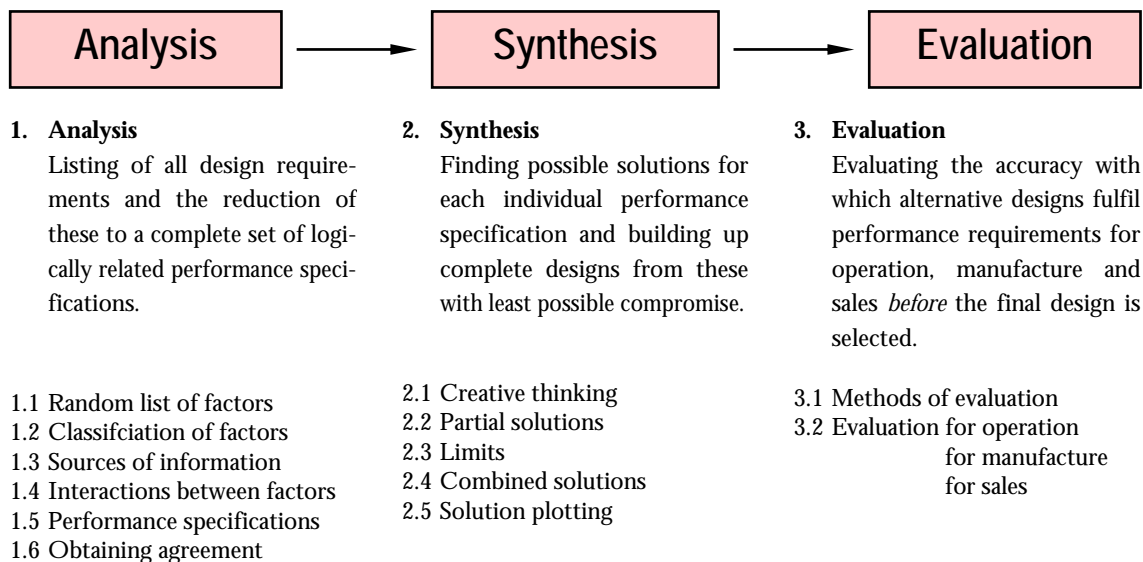 Analysis
Synthesis
Evaluation
1. Analysis
Listing of all design require-
ments and the reduction of
these to a complete set of logi-
cally related performance speci-
fications.
1.1 Random list of factors
1.2 Classifciation of factors
1.3 Sources of information
1.4 Interactions between factors
1.5 Performance specifications
1.6 Obtaining agreement
2. Synthesis
Finding possible solutions for
each individual performance
specification and building up
complete designs from these
with least possible compromise.
2.1 Creative thinking
2.2 Partial solutions
2.3 Limits
2.4 Combined solutions
2.5 Solution plotting
3. Evaluation
Evaluating the accuracy with
which alternative designs fulfil
performance requirements for
operation, manufacture and
sales before the final design is
selected.
3.1 Methods of evaluation
3.2 Evaluation for operation
for manufacture
for sales